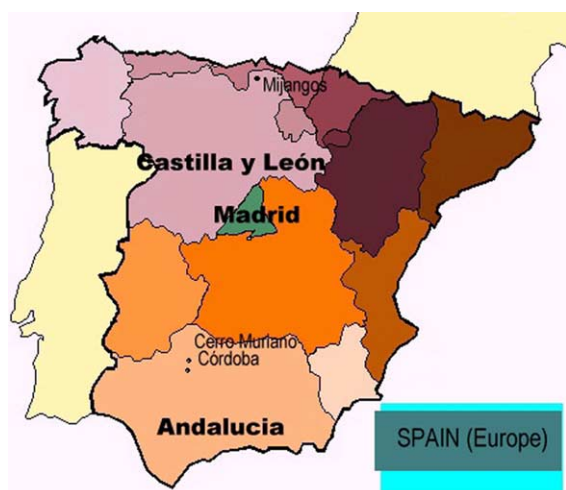 Mijangos
Castilla y León
Madrid
Cerro Muriano
Córdoba
Andalucia
SPAIN (Europe)